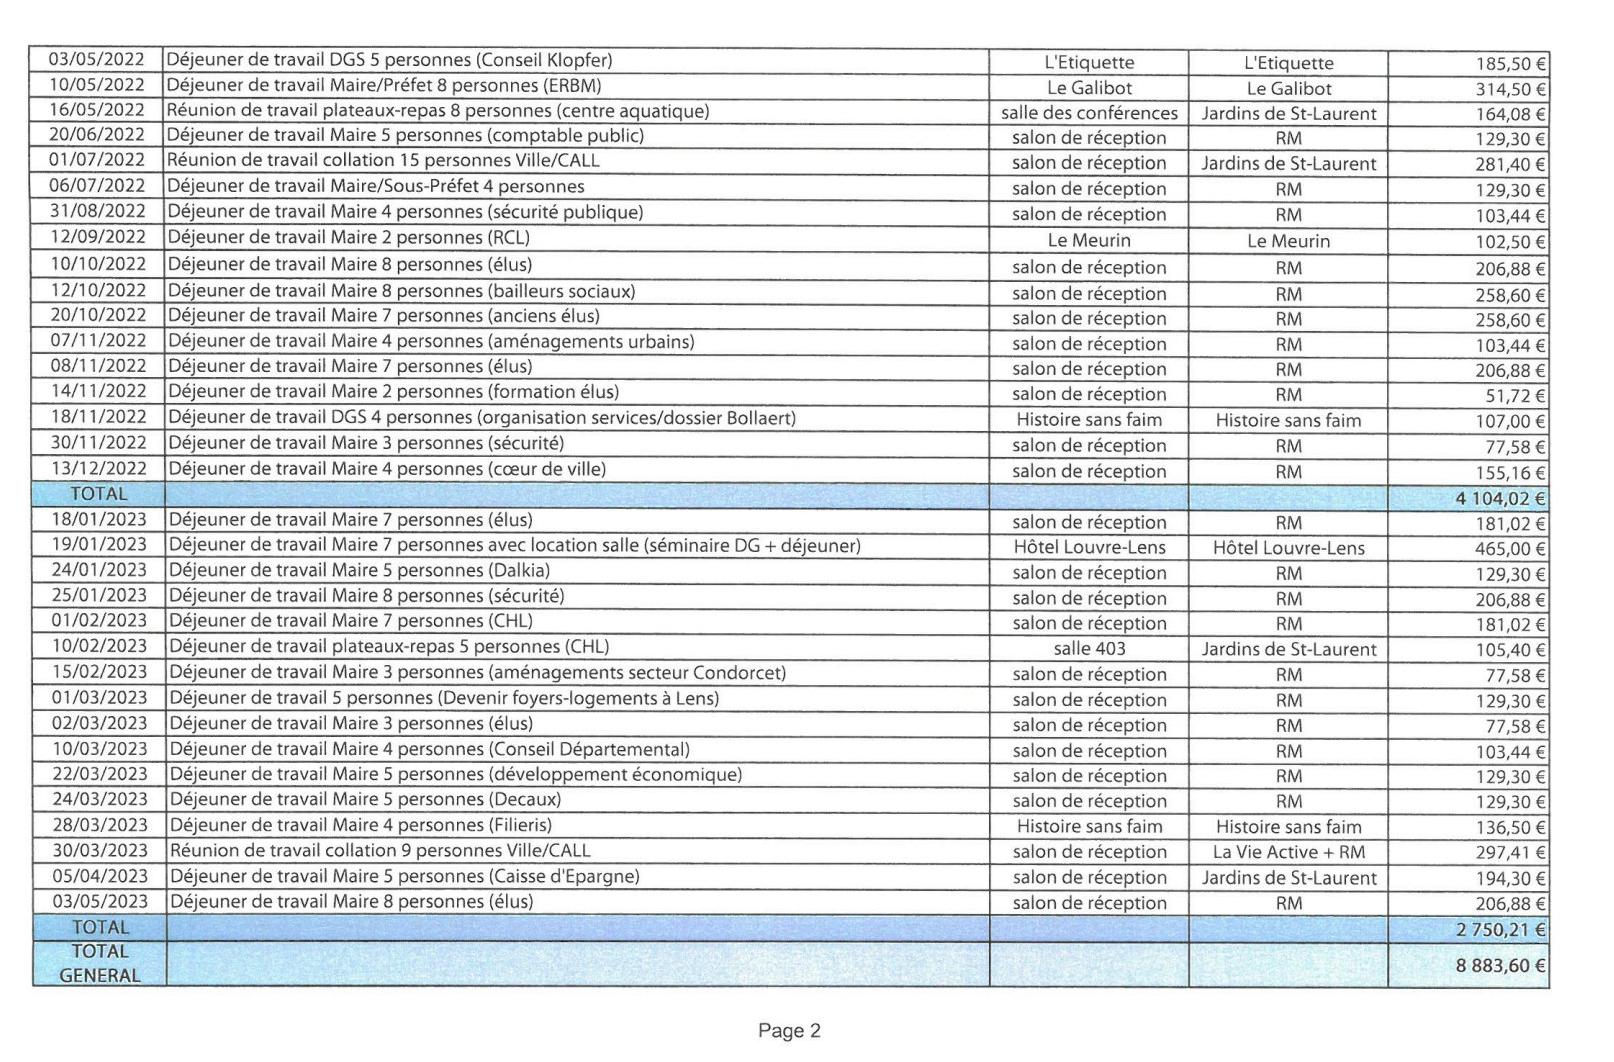 03/05/2022 Déjeuner de travail DGS 5 personnes (Conseil Klopfer) L'Etiquette L'Etiquette 185,50 €
10/05/2022 Déjeuner de travail Maire/Préfet 8 personnes (ERBM) Le Galibot Le Galibot 314,50 €
16/05/2022 Réunion de travail plateaux-repas 8 personnes (centre aquatique) salle des conférences Jardins de St-Laurent 164,08 €
20/06/2022 Déjeuner de travail Maire 5 personnes (comptable public) salon de réception RM 129,30 €
01/07/2022 Réunion de travail collation 15 personnes Ville/CALL salon de réception Jardins de St-Laurent 281,40 €
06/07/2022 Déjeuner de travail Maire/Sous-Préfet 4 personnes salon de réception RM 129,30 €
31/08/2022 Déjeuner de travail Maire 4 personnes (sécurité publique) salon de réception RM 103,44 €
12/09/2022 Déjeuner de travail Maire 2 personnes (RCL) Le Meurin Le Meurin 102,50 €
10/10/2022 Déjeuner de travail Maire 8 personnes (élus) salon de réception RM 206,88 €
12/10/2022 Déjeuner de travail Maire 8 personnes (bailleurs sociaux) salon de réception RM 258,60 €
20/10/2022 Déjeuner de travail Maire 7 personnes (anciens élus) salon de réception RM 258,60 €
07/11/2022 Déjeuner de travail Maire 4 personnes (aménagements urbains) salon de réception RM 103,44 €
08/11/2022 Déjeuner de travail Maire 7 personnes (élus) salon de réception RM 206,88 €
14/11/2022 Déjeuner de travail Maire 2 personnes (formation élus) salon de réception RM 51,72 €
18/11/2022 Déjeuner de travail DGS 4 personnes (organisation services/dossier Bollaert) Histoire sans faim Histoire sans faim 107,00 €
30/11/2022 Déjeuner de travail Maire 3 personnes (sécurité) salon de réception RM 77,58 €
13/12/2022 Déjeuner de travail Maire 4 personnes (cœur de ville) salon de réception RM 155,16 €
TOTAL 4 104,02 €
18/01/2023 Déjeuner de travail Maire 7 personnes (élus) salon de réception RM 181,02 €
19/01/2023 Déjeuner de travail Maire 7 personnes avec location salle (séminaire DG + déjeuner) Hôtel Louvre-Lens Hôtel Louvre-Lens 465,00 €
24/01/2023 Déjeuner de travail Maire 5 personnes (Dalkia) salon de réception RM 129,30 €
25/01/2023 Déjeuner de travail Maire 8 personnes (sécurité) salon de réception RM 206,88 €
01/02/2023 Déjeuner de travail Maire 7 personnes (CHL) salon de réception RM 181,02 €
10/02/2023 Déjeuner de travail plateaux-repas 5 personnes (CHL) salle 403 Jardins de St-Laurent 105,40 €
15/02/2023 Déjeuner de travail Maire 3 personnes (aménagements secteur Condorcet) salon de réception RM 77,58 €
01/03/2023 Déjeuner de travail 5 personnes (Devenir foyers-logements à Lens) salon de réception RM 129,30 €
02/03/2023 Déjeuner de travail Maire 3 personnes (élus) salon de réception RM 77,58 €
10/03/2023 Déjeuner de travail Maire 4 personnes (Conseil Départemental) salon de réception RM 103,44 €
22/03/2023 Déjeuner de travail Maire 5 personnes (développement économique) salon de réception RM 129,30 €
24/03/2023 Déjeuner de travail Maire 5 personnes (Decaux) salon de réception RM 129,30 €
28/03/2023 Déjeuner de travail Maire 4 personnes (Filieris) Histoire sans faim Histoire sans faim 136,50 €
30/03/2023 Réunion de travail collation 9 personnes Ville/CALL salon de réception La Vie Active + RM 297,41 €
05/04/2023 Déjeuner de travail Maire 5 personnes (Caisse d'Epargne) salon de réception Jardins de St-Laurent 194,30 €
03/05/2023 Déjeuner de travail Maire 8 personnes (élus) salon de réception RM 206,88 €
TOTAL 2 750,21 €
TOTAL
GENERAL 8 883,60 €
Page 2